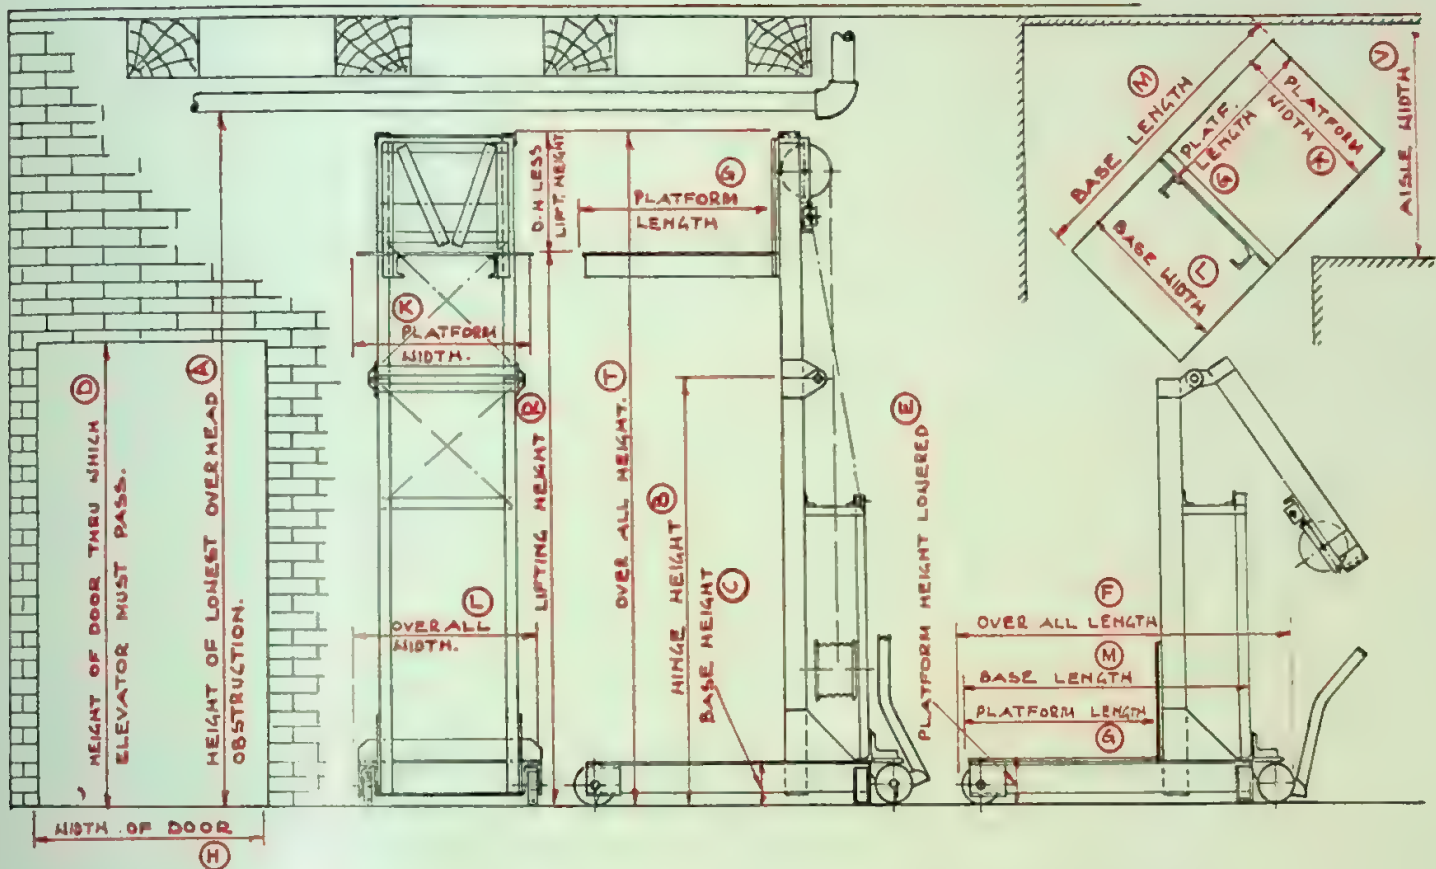 D
HEIGHT OF DOOR THRU WHICH
ELEVATOR MUST PASS.
A
HEIGHT OF LOWEST OVERHEAD
OBSTRUCTION.
WIDTH OF DOOR
H
K
PLATFORM
WIDTH.
L
OVER ALL
WIDTH.
O.H LESS
LIFT. HEIGHT
R
LIFTING HEIGHT
G
PLATFORM
LENGTH
T
OVER ALL HEIGHT.
B
HINGE HEIGHT
C
BASE HEIGHT
E
PLATFORM HEIGHT LOWERED
F
OVER ALL LENGTH
M
BASE LENGTH
PLATFORM LENGTH
G
M
BASE LENGTH
PLATF.
LENGTH
G
PLATFORM
WIDTH
K
BASE WIDTH
L
V
AISLE WIDTH